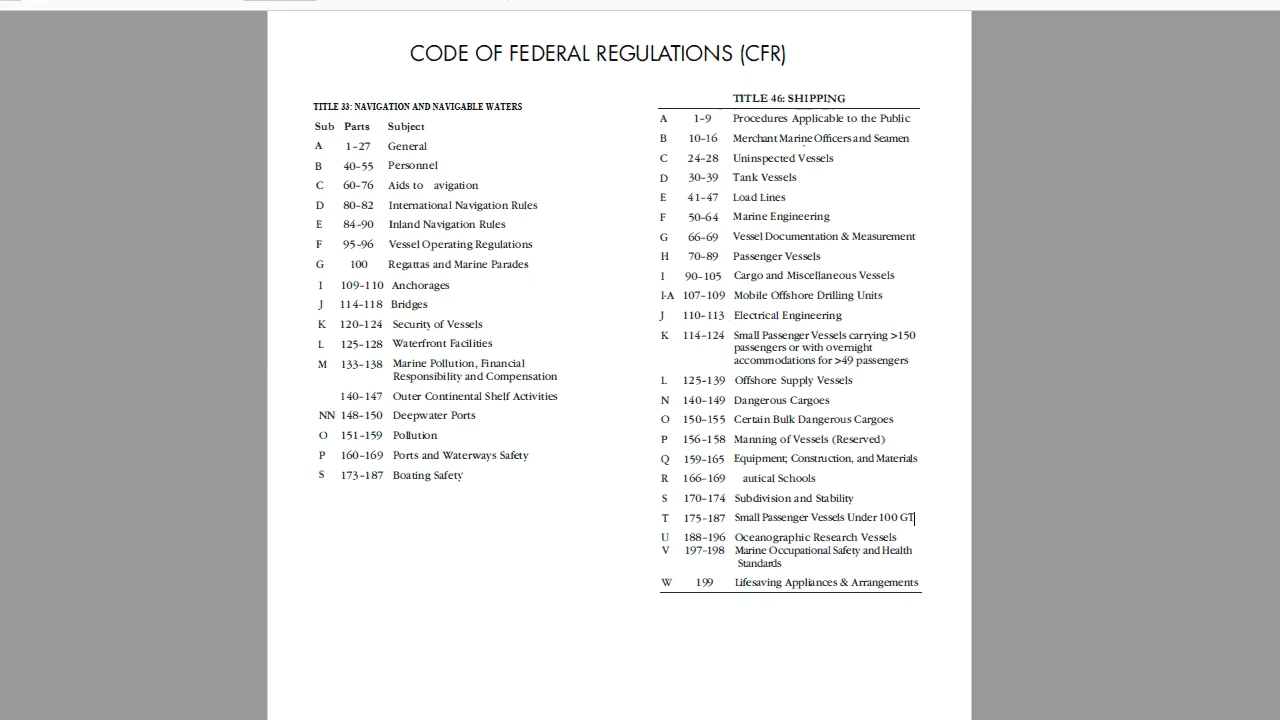 CODE OF FEDERAL REGULATIONS (CFR)
TITLE 33: NAVIGATION AND NAVIGABLE WATERS
Sub Parts Subject
A 1-27 General
B 40-55 Personnel
C 60-76 Aids to avigation
D 80-82 International Navigation Rules
E 84-90 Inland Navigation Rules
F 95-96 Vessel Operating Regulations
G 100 Regattas and Marine Parades
I 109-110 Anchorages
J 114-118 Bridges
K 120-124 Security of Vessels
L 125-128 Waterfront Facilities
M 133-138 Marine Pollution, Financial
Responsibility and Compensation
140-147 Outer Continental Shelf Activities
NN 148-150 Deepwater Ports
O 151-159 Pollution
P 160-169 Ports and Waterways Safety
S 173-187 Boating Safety
TITLE 46: SHIPPING
A 1-9 Procedures Applicable to the Public
B 10-16 Merchant Marine Officers and Seamen
C 24-28 Uninspected Vessels
D 30-39 Tank Vessels
E 41-47 Load Lines
F 50-64 Marine Engineering
G 66-69 Vessel Documentation & Measurement
H 70-89 Passenger Vessels
I 90-105 Cargo and Miscellaneous Vessels
I-A 107-109 Mobile Offshore Drilling Units
J 110-113 Electrical Engineering
K 114-124 Small Passenger Vessels carrying >150
passengers or with overnight
accommodations for >49 passengers
L 125-139 Offshore Supply Vessels
N 140-149 Dangerous Cargoes
O 150-155 Certain Bulk Dangerous Cargoes
P 156-158 Manning of Vessels (Reserved)
Q 159-165 Equipment; Construction, and Materials
R 166-169 autical Schools
S 170-174 Subdivision and Stability
T 175-187 Small Passenger Vessels Under 100 GT
U 188-196 Oceanographic Research Vessels
V 197-198 Marine Occupational Safety and Health
Standards
W 199 Lifesaving Appliances & Arrangements